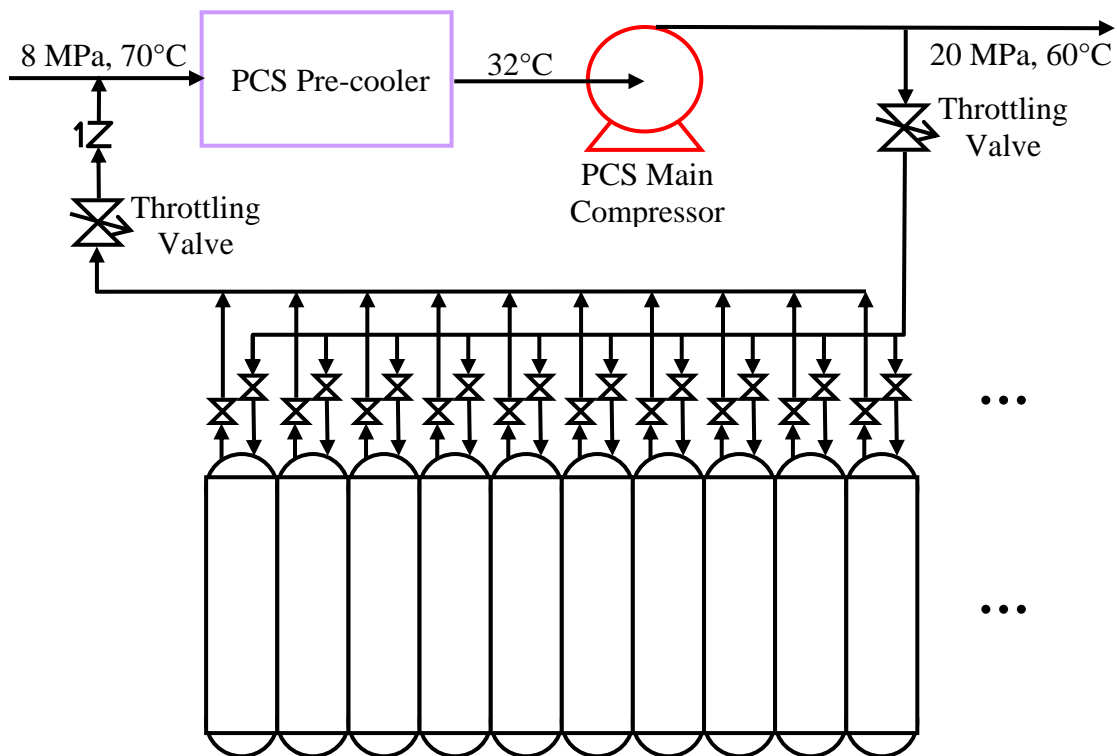 8 MPa, 70°C
PCS Pre-cooler
32°C
20 MPa, 60°C
Throttling
Valve
PCS Main
Compressor
Throttling
Valve
...
...